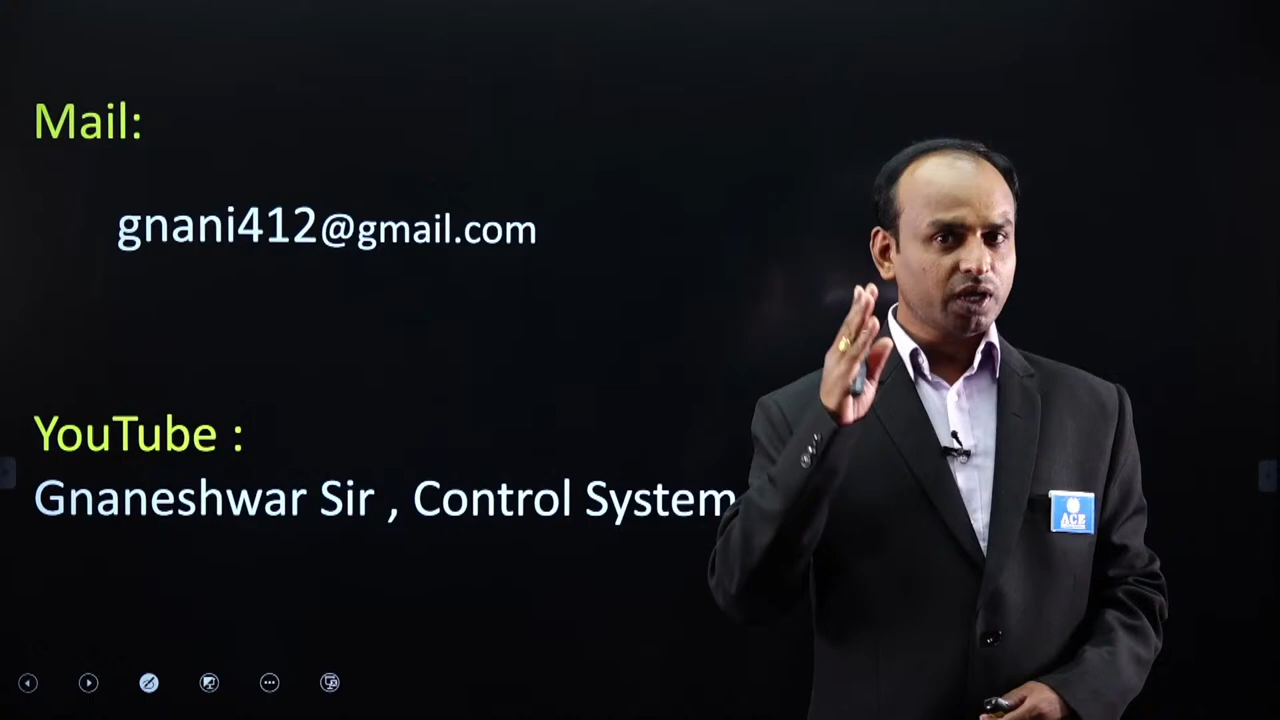 Mail:
gnani412@gmail.com
YouTube :
Gnaneshwar Sir , Control System
ACE